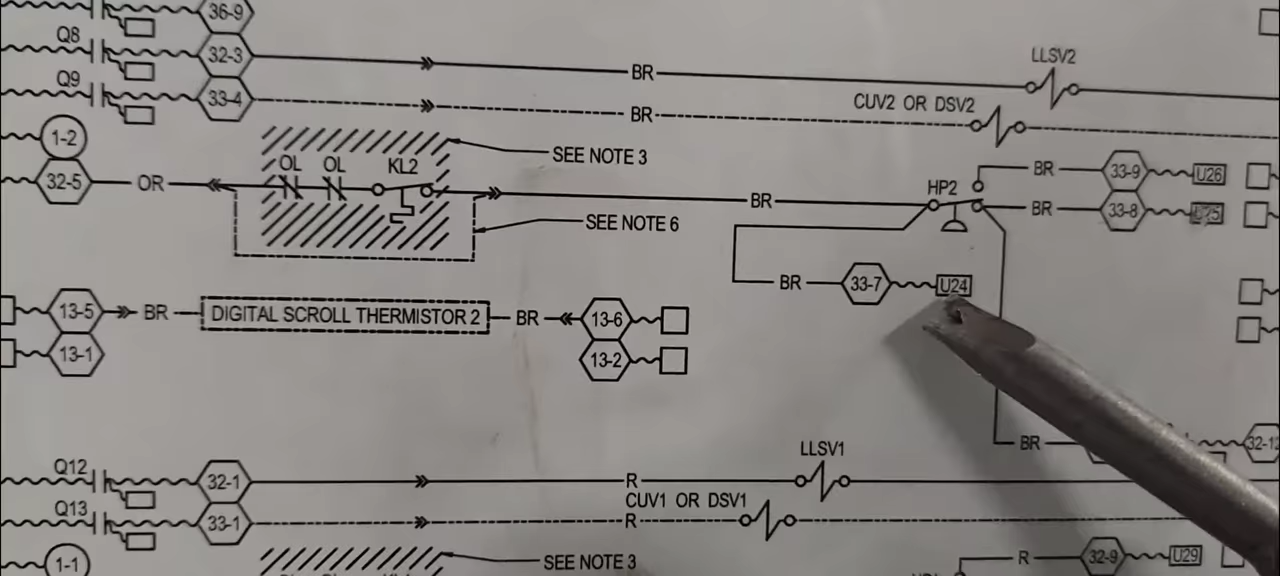 36-9
Q8
32-3
BR
LLSV2
Q9
33-4
BR
CUV2 OR DSV2
1-2
32-5
OR
OL
OL
KL2
SEE NOTE 3
SEE NOTE 6
BR
HP2
BR
33-9
U26
BR
33-8
U25
BR
33-7
U24
13-5
BR
DIGITAL SCROLL THERMISTOR 2
BR
13-6
13-1
13-2
BR
32-12
Q12
32-1
R
LLSV1
Q13
33-1
R
CUV1 OR DSV1
1-1
SEE NOTE 3
R
32-9
U29